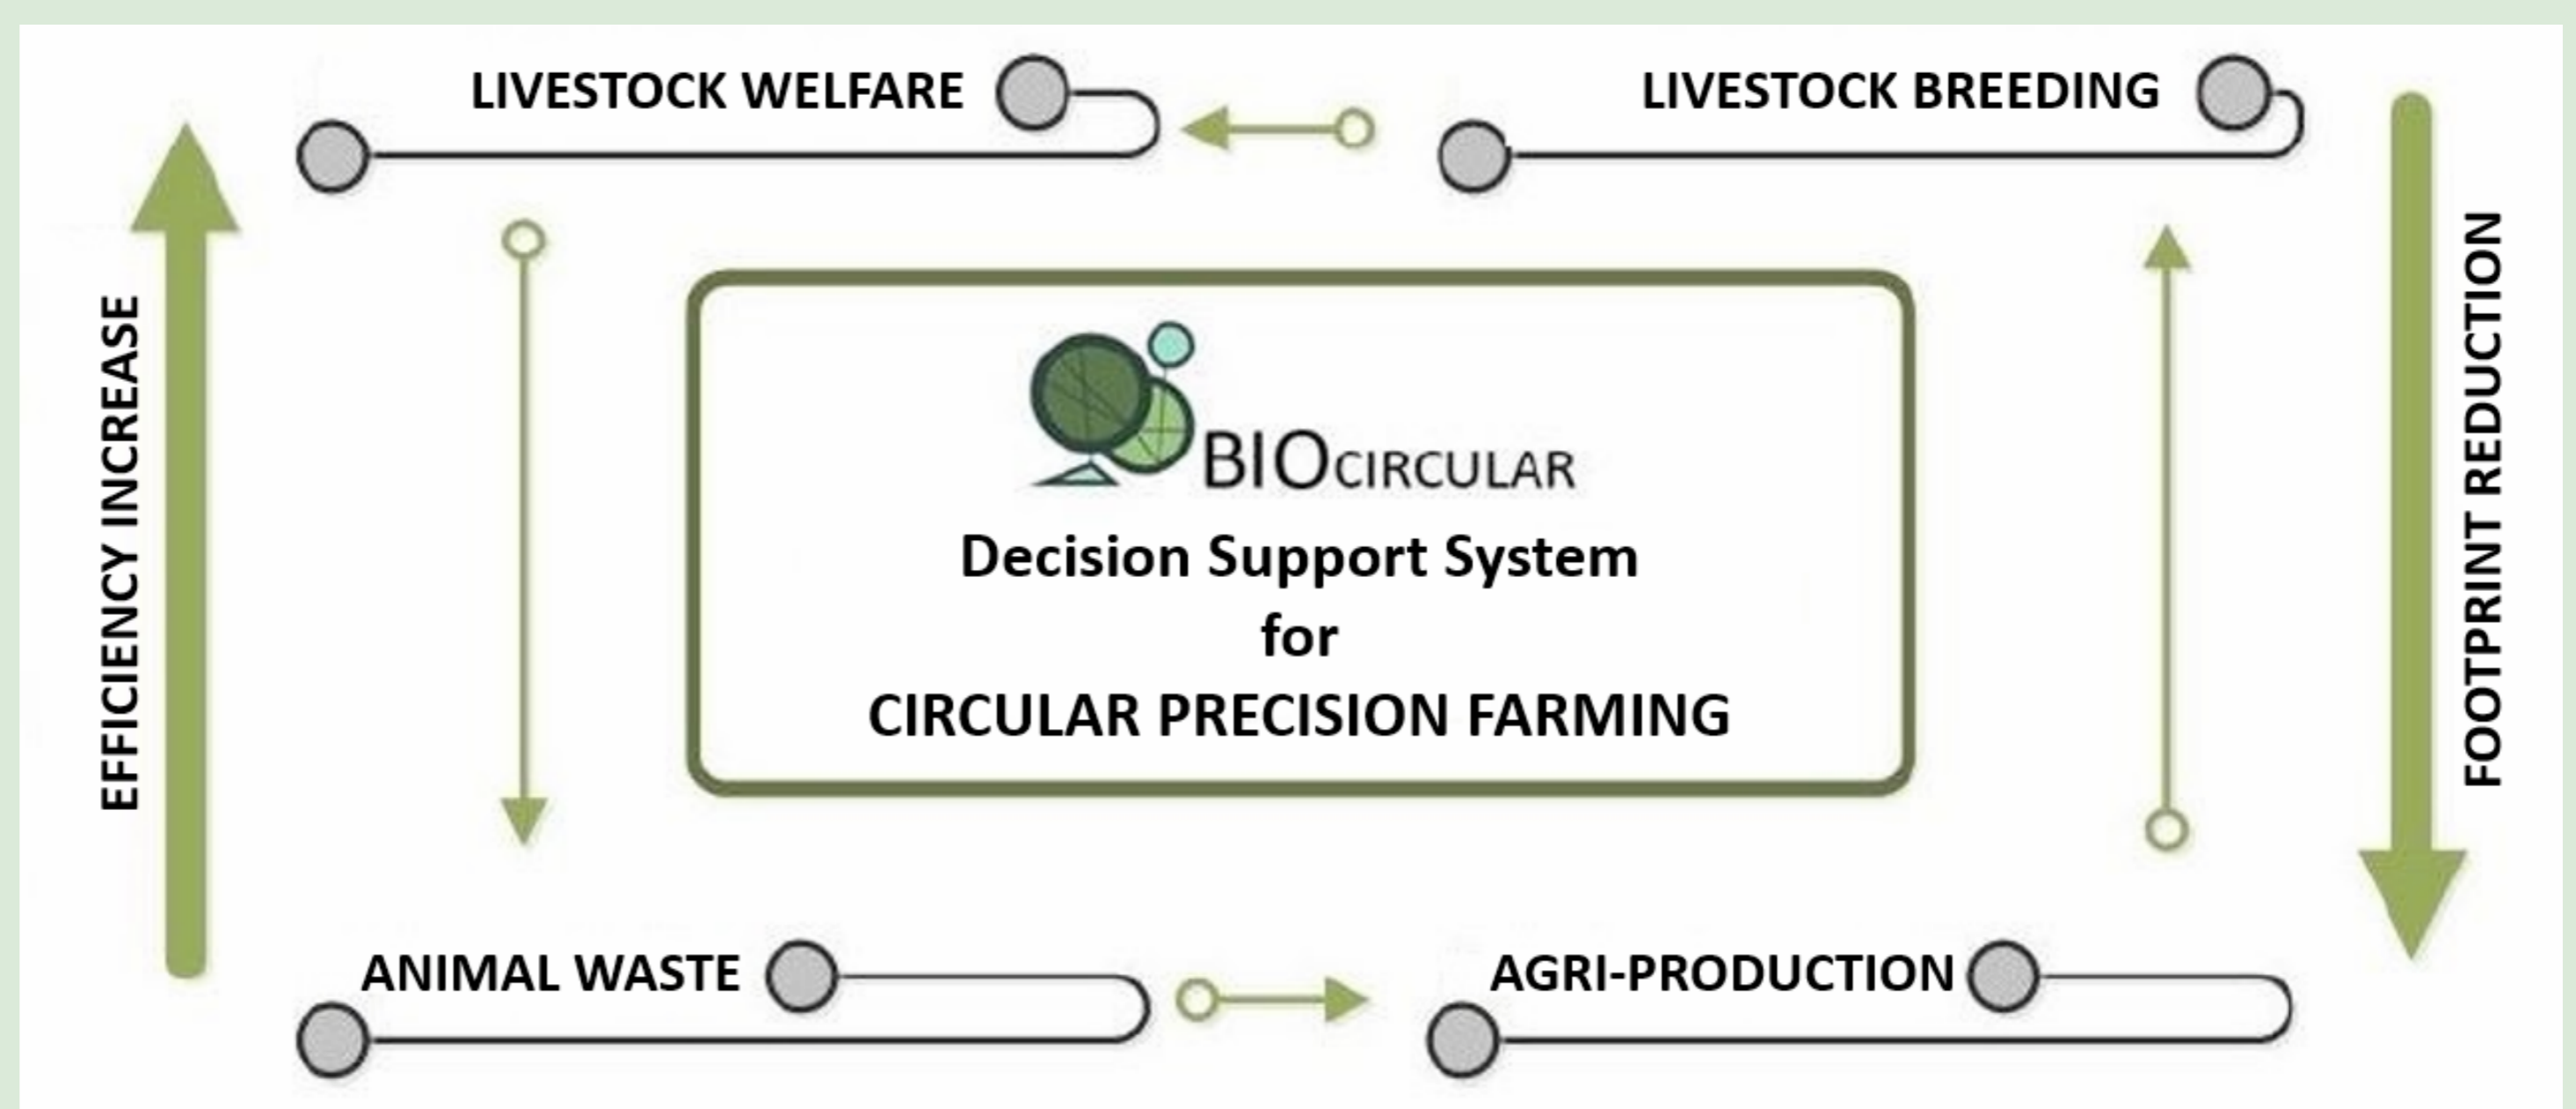 LIVESTOCK WELFARE
LIVESTOCK BREEDING
EFFICIENCY INCREASE
BIOCIRCULAR
Decision Support System
for
CIRCULAR PRECISION FARMING
FOOTPRINT REDUCTION
ANIMAL WASTE
AGRI-PRODUCTION